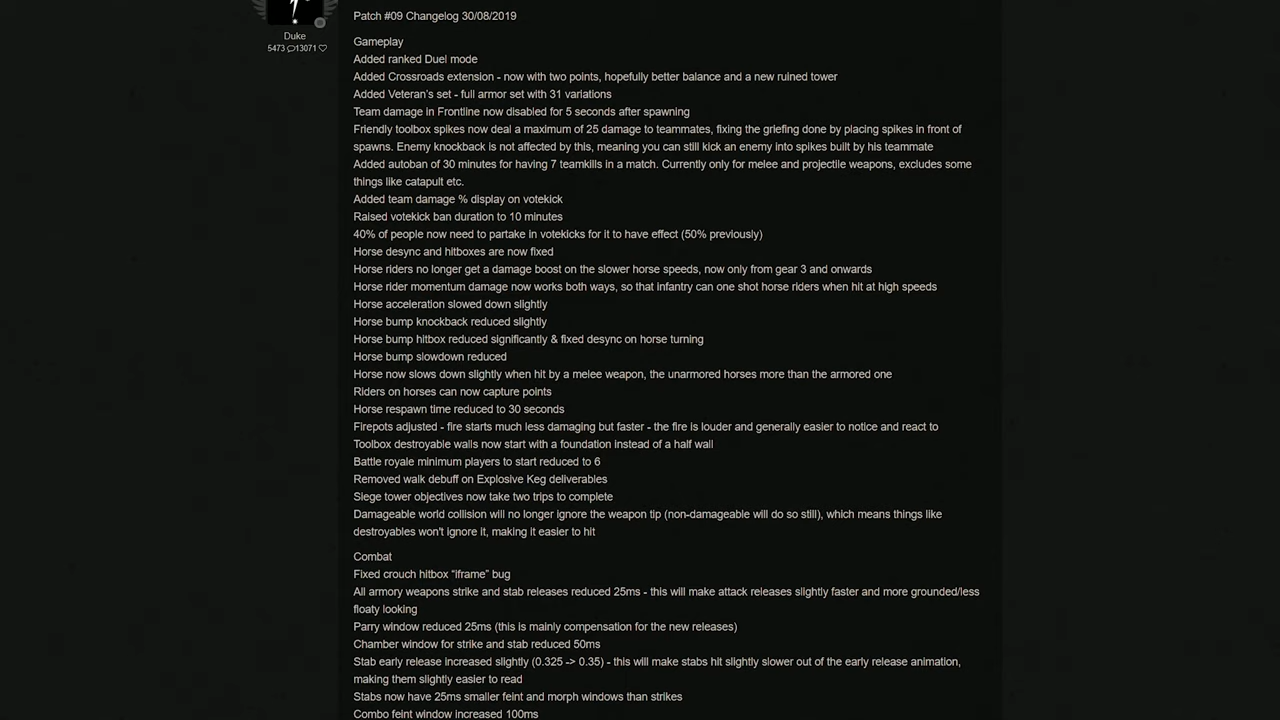 Patch #09 Changelog 30/08/2019
Duke
5473 13071
Gameplay
Added ranked Duel mode
Added Crossroads extension - now with two points, hopefully better balance and a new ruined tower
Added Veteran's set - full armor set with 31 variations
Team damage in Frontline now disabled for 5 seconds after spawning
Friendly toolbox spikes now deal a maximum of 25 damage to teammates, fixing the griefing done by placing spikes in front of
spawns. Enemy knockback is not affected by this, meaning you can still kick an enemy into spikes built by his teammate
Added autoban of 30 minutes for having 7 teamkills in a match. Currently only for melee and projectile weapons, excludes some
things like catapult etc.
Added team damage % display on votekick
Raised votekick ban duration to 10 minutes
40% of people now need to partake in votekicks for it to have effect (50% previously)
Horse desync and hitboxes are now fixed
Horse riders no longer get a damage boost on the slower horse speeds, now only from gear 3 and onwards
Horse rider momentum damage now works both ways, so that infantry can one shot horse riders when hit at high speeds
Horse acceleration slowed down slightly
Horse bump knockback reduced slightly
Horse bump hitbox reduced significantly & fixed desync on horse turning
Horse bump slowdown reduced
Horse now slows down slightly when hit by a melee weapon, the unarmored horses more than the armored one
Riders on horses can now capture points
Horse respawn time reduced to 30 seconds
Firepots adjusted - fire starts much less damaging but faster - the fire is louder and generally easier to notice and react to
Toolbox destroyable walls now start with a foundation instead of a half wall
Battle royale minimum players to start reduced to 6
Removed walk debuff on Explosive Keg deliverables
Siege tower objectives now take two trips to complete
Damageable world collision will no longer ignore the weapon tip (non-damageable will do so still), which means things like
destroyables won't ignore it, making it easier to hit
Combat
Fixed crouch hitbox “iframe” bug
All armory weapons strike and stab releases reduced 25ms - this will make attack releases slightly faster and more grounded/less
floaty looking
Parry window reduced 25ms (this is mainly compensation for the new releases)
Chamber window for strike and stab reduced 50ms
Stab early release increased slightly (0.325 -> 0.35) - this will make stabs hit slightly slower out of the early release animation,
making them slightly easier to read
Stabs now have 25ms smaller feint and morph windows than strikes
Combo feint window increased 100ms